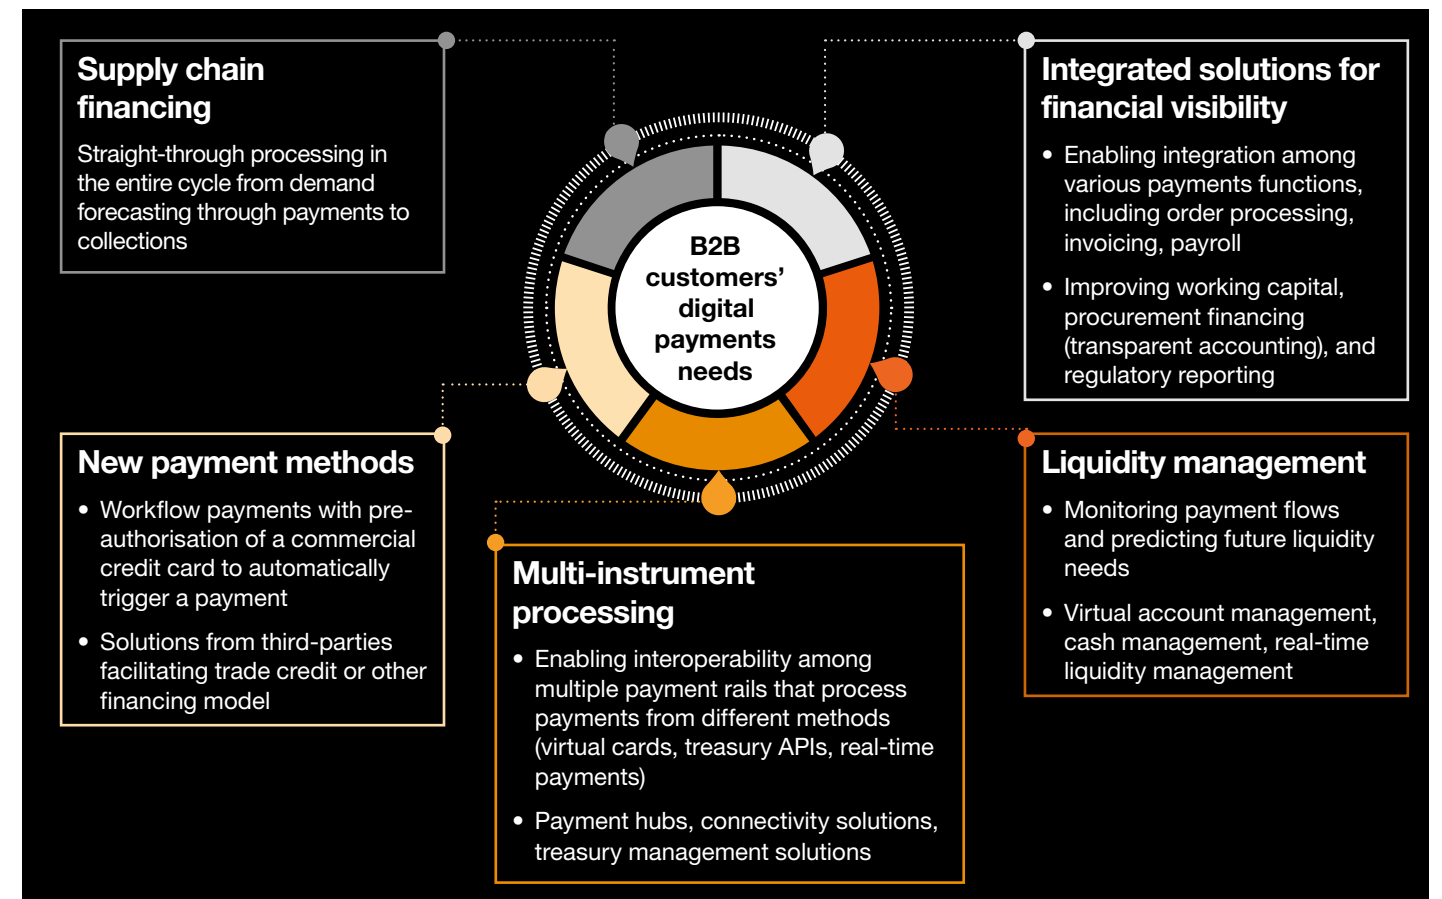 Supply chain
financing
Straight-through processing in
the entire cycle from demand
forecasting through payments to
collections
Integrated solutions for
financial visibility
• Enabling integration among
various payments functions,
including order processing,
invoicing, payroll
• Improving working capital,
procurement financing
(transparent accounting), and
regulatory reporting
B2B
customers’
digital
payments
needs
New payment methods
• Workflow payments with pre-
authorisation of a commercial
credit card to automatically
trigger a payment
• Solutions from third-parties
facilitating trade credit or other
financing model
Multi-instrument
processing
• Enabling interoperability among
multiple payment rails that process
payments from different methods
(virtual cards, treasury APIs, real-time
payments)
• Payment hubs, connectivity solutions,
treasury management solutions
Liquidity management
• Monitoring payment flows
and predicting future liquidity
needs
• Virtual account management,
cash management, real-time
liquidity management